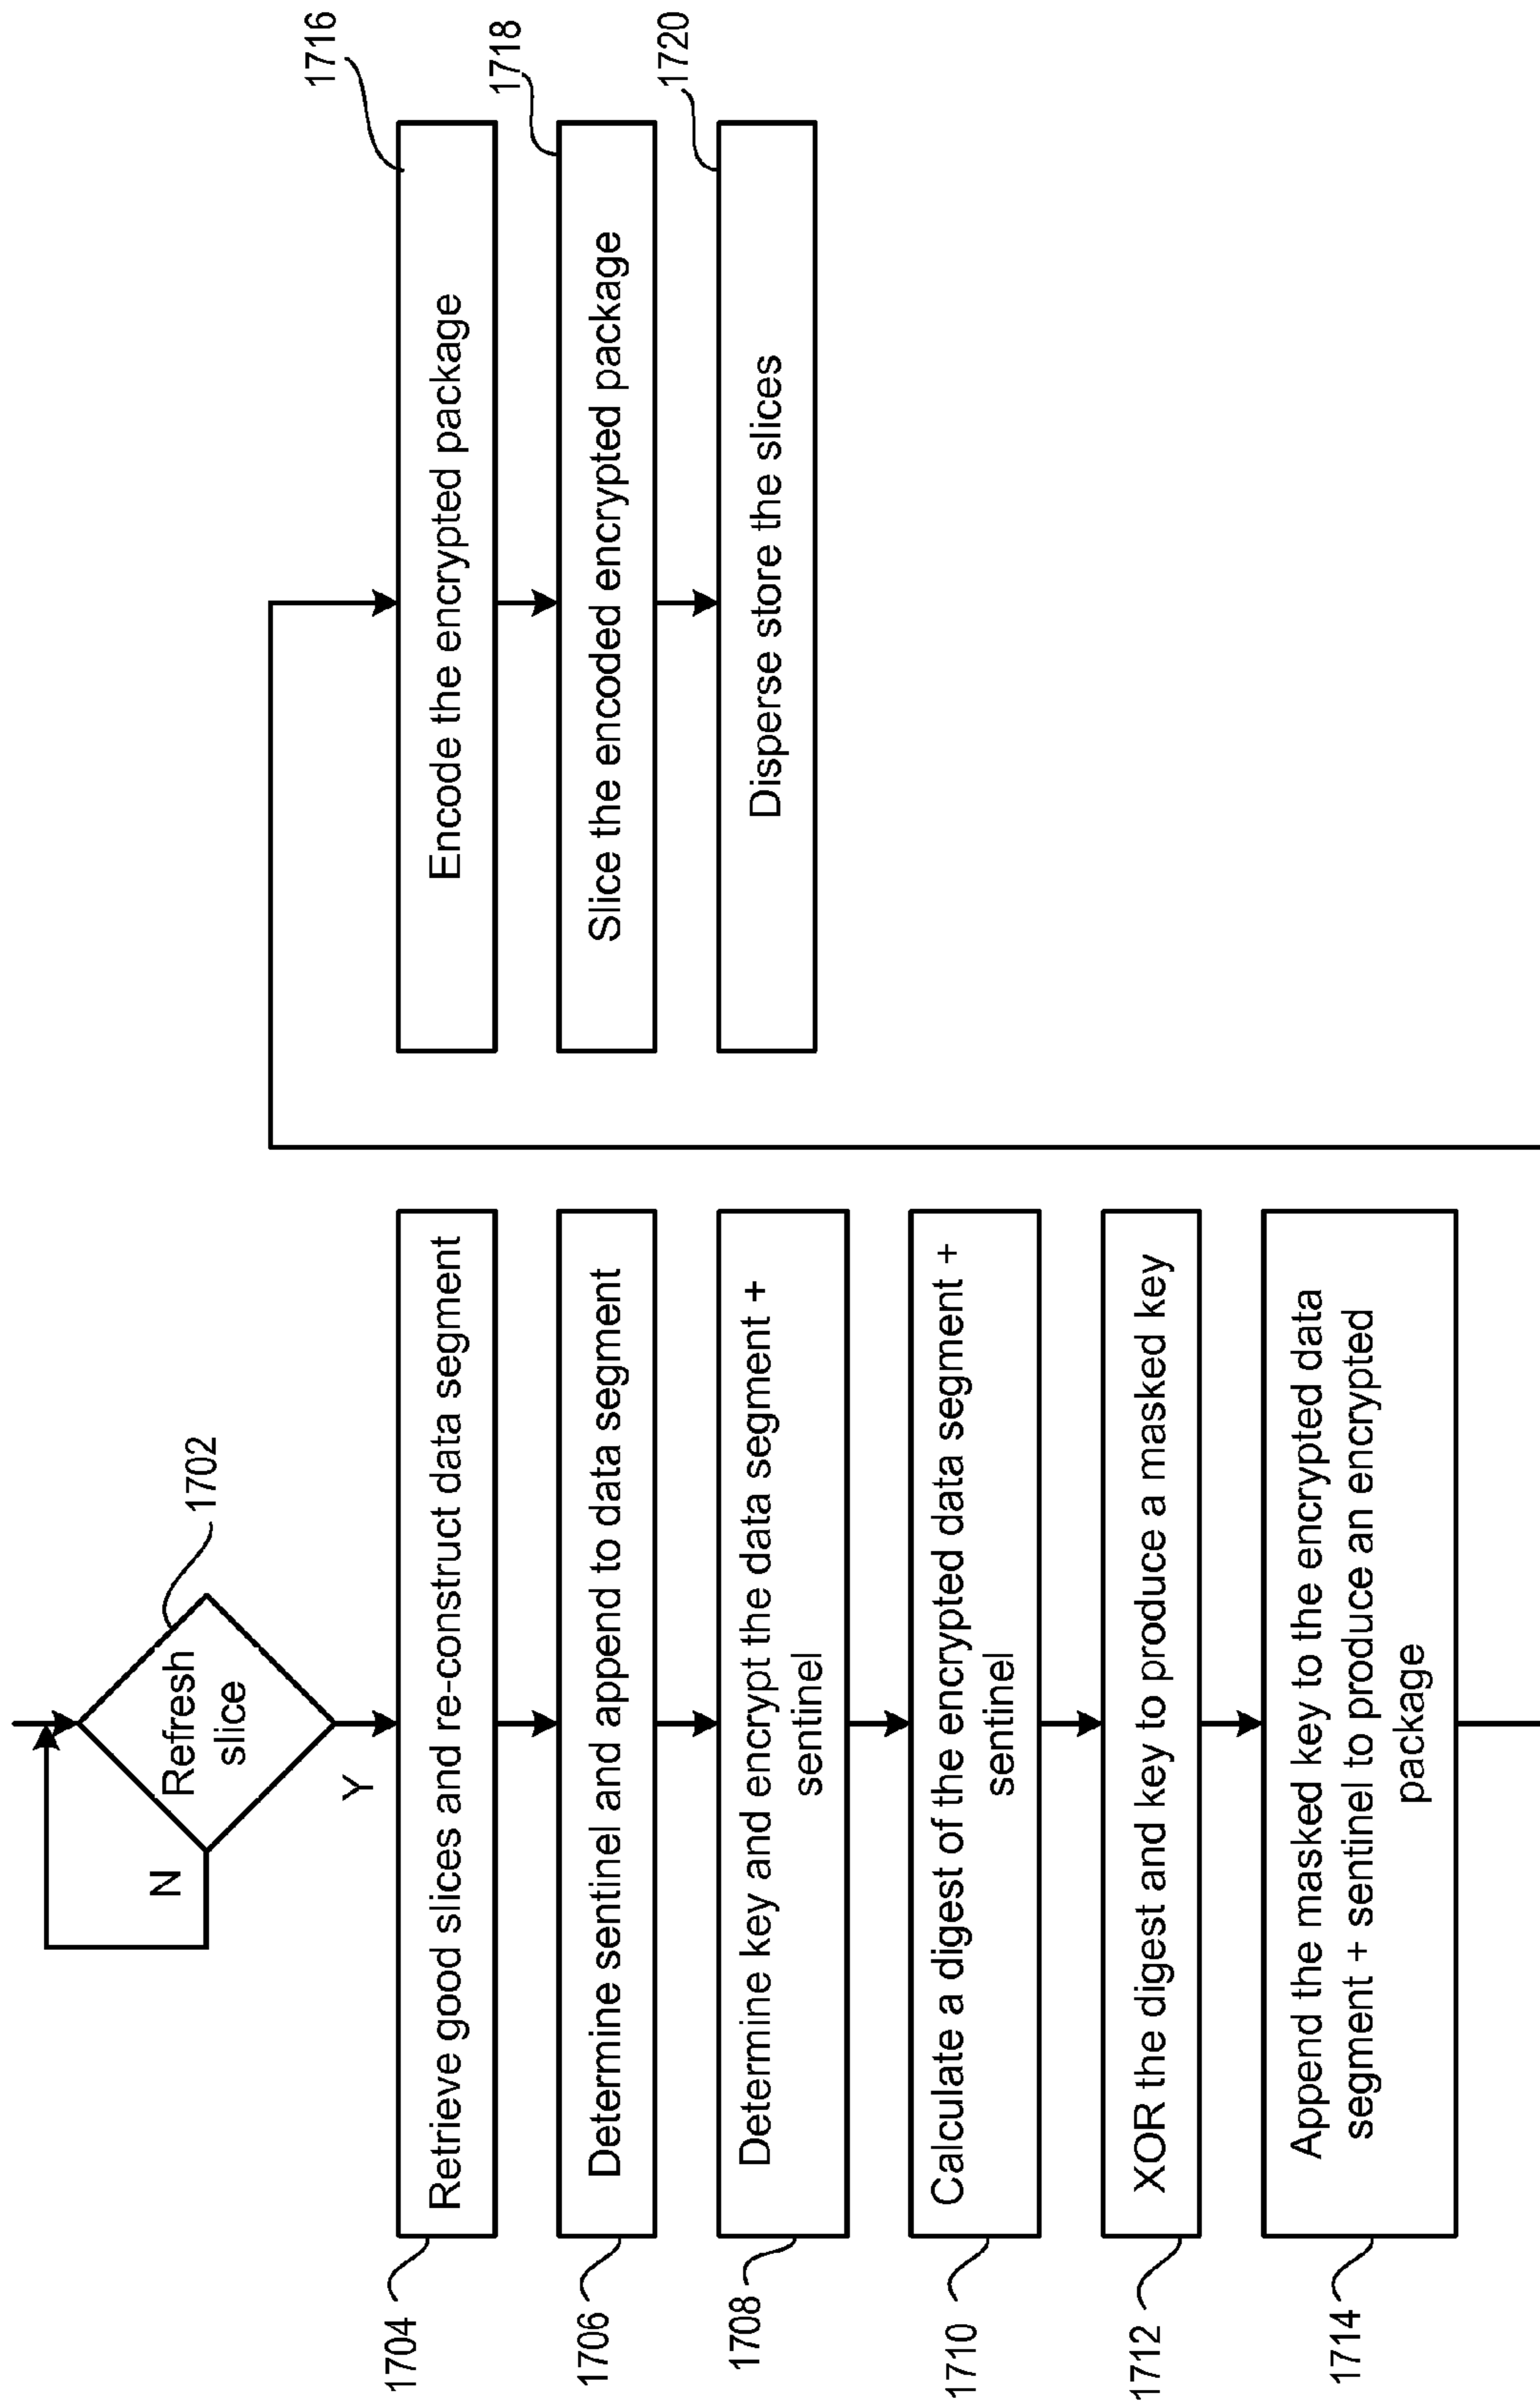 Refresh
slice
1702
N
Y
1704
Retrieve good slices and re-construct data segment
1706
Determine sentinel and append to data segment
1708
Determine key and encrypt the data segment +
sentinel
1710
Calculate a digest of the encrypted data segment +
sentinel
1712
XOR the digest and key to produce a masked key
1714
Append the masked key to the encrypted data
segment + sentinel to produce an encrypted
package
1716
Encode the encrypted package
1718
Slice the encoded encrypted package
1720
Disperse store the slices